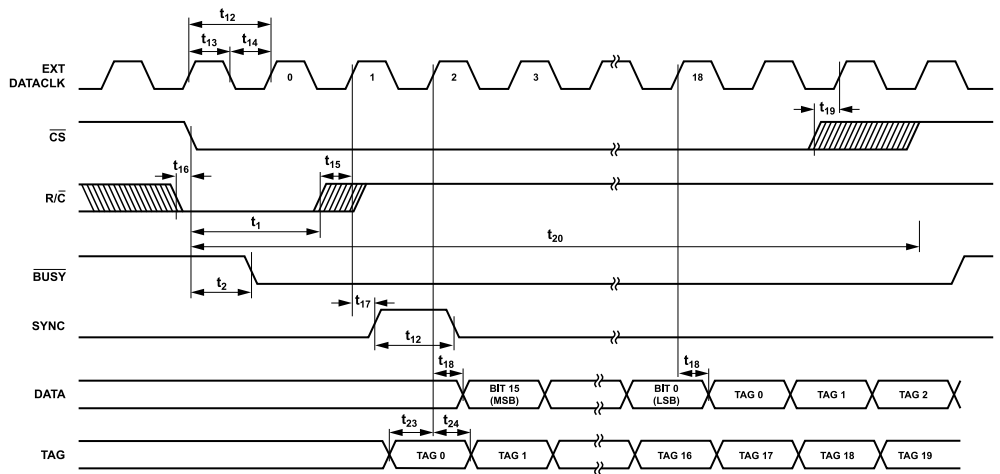 t12
t13 t14
EXT
DATACLK
0 1 2 3 18
t19
CS
t16 t15
R/C
t1
t20
BUSY
t2
t17
SYNC
t12
t18 t18
DATA
BIT 15
(MSB)
BIT 0
(LSB)
TAG 0 TAG 1 TAG 2
t23 t24
TAG
TAG 0 TAG 1 TAG 16 TAG 17 TAG 18 TAG 19